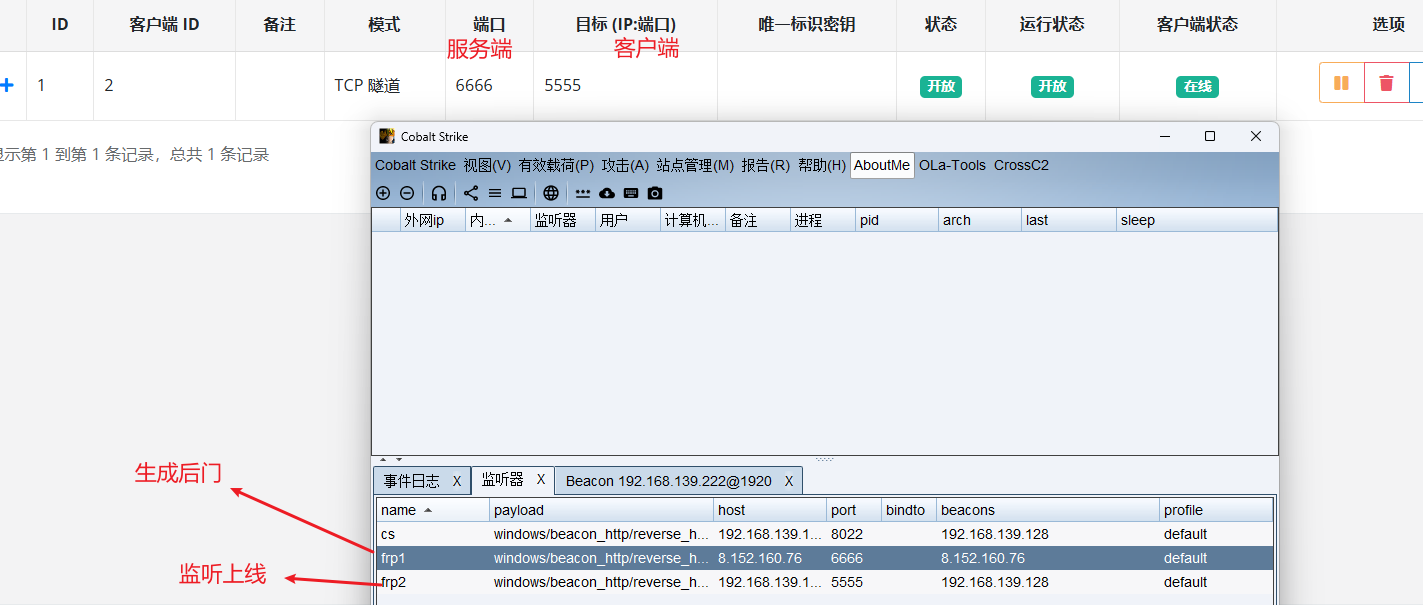 ID 客户端 ID 备注 模式 端口 目标 (IP:端口) 唯一标识密钥 状态 运行状态 客户端状态 选项
服务端 客户端
1 2 TCP 隧道 6666 5555 开放 开放 在线
显示第 1 到第 1 条记录，总共 1 条记录
Cobalt Strike
Cobalt Strike 视图(V) 有效载荷(P) 攻击(A) 站点管理(M) 报告(R) 帮助(H) AboutMe OLa-Tools CrossC2
外网ip 内... 监听器 用户 计算机... 备注 进程 pid arch last sleep
事件日志 X 监听器 X Beacon 192.168.139.222@1920 X
name payload host port bindto beacons profile
cs windows/beacon_http/reverse_h... 192.168.139.1... 8022 192.168.139.128 default
frp1 windows/beacon_http/reverse_h... 8.152.160.76 6666 8.152.160.76 default
frp2 windows/beacon_http/reverse_h... 192.168.139.1... 5555 192.168.139.128 default
生成后门
监听上线